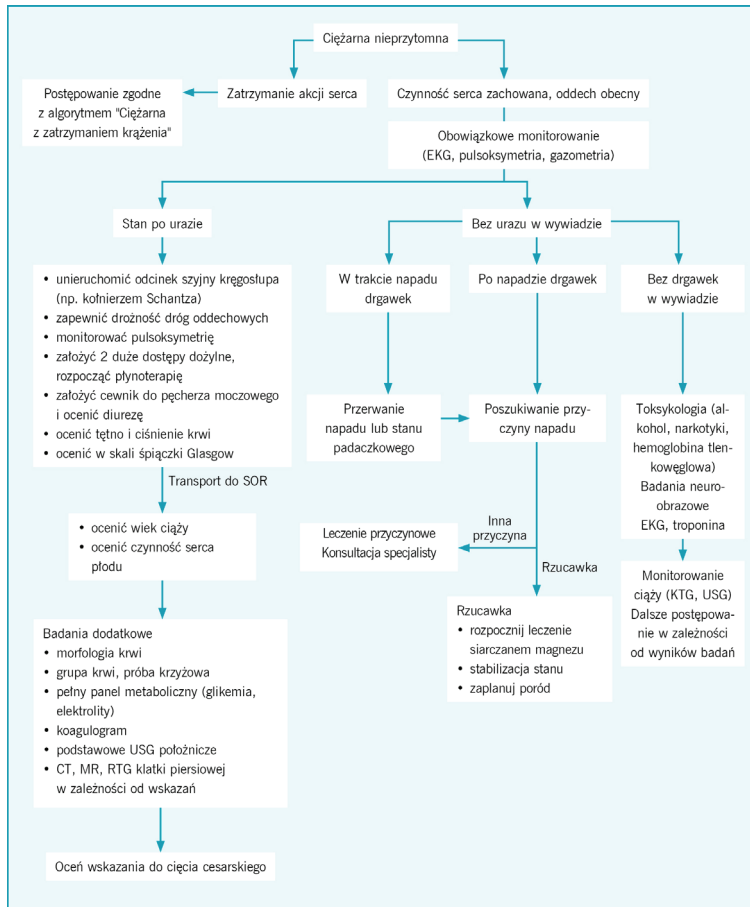 Ciężarna nieprzytomna
Zatrzymanie akcji serca
Postępowanie zgodne
z algorytmem "Ciężarna
z zatrzymaniem krążenia"
Czynność serca zachowana, oddech obecny
Obowiązkowe monitorowanie
(EKG, pulsoksymetria, gazometria)
Stan po urazie
• unieruchomić odcinek szyjny kręgosłupa
(np. kołnierzem Schantza)
• zapewnić drożność dróg oddechowych
• monitorować pulsoksymetrię
• założyć 2 duże dostępy dożylne,
rozpocząć płynoterapię
• założyć cewnik do pęcherza moczowego
i ocenić diurezę
• ocenić tętno i ciśnienie krwi
• ocenić w skali śpiączki Glasgow
Transport do SOR
• ocenić wiek ciąży
• ocenić czynność serca
płodu
Badania dodatkowe
• morfologia krwi
• grupa krwi, próba krzyżowa
• pełny panel metaboliczny (glikemia,
elektrolity)
• koagulogram
• podstawowe USG położnicze
• CT, MR, RTG klatki piersiowej
w zależności od wskazań
Oceń wskazania do cięcia cesarskiego
Bez urazu w wywiadzie
W trakcie napadu
drgawek
Przerwanie
napadu lub stanu
padaczkowego
Po napadzie drgawek
Poszukiwanie przy-
czyny napadu
Inna
przyczyna
Leczenie przyczynowe
Konsultacja specjalisty
Rzucawka
Rzucawka
• rozpocznij leczenie
siarczanem magnezu
• stabilizacja stanu
• zaplanuj poród
Bez drgawek
w wywiadzie
Toksykologia (al-
kohol, narkotyki,
hemoglobina tlen-
kowęglowa)
Badania neuro-
obrazowe
EKG, troponina
Monitorowanie
ciąży (KTG, USG)
Dalsze postępowa-
nie w zależności
od wyników badań